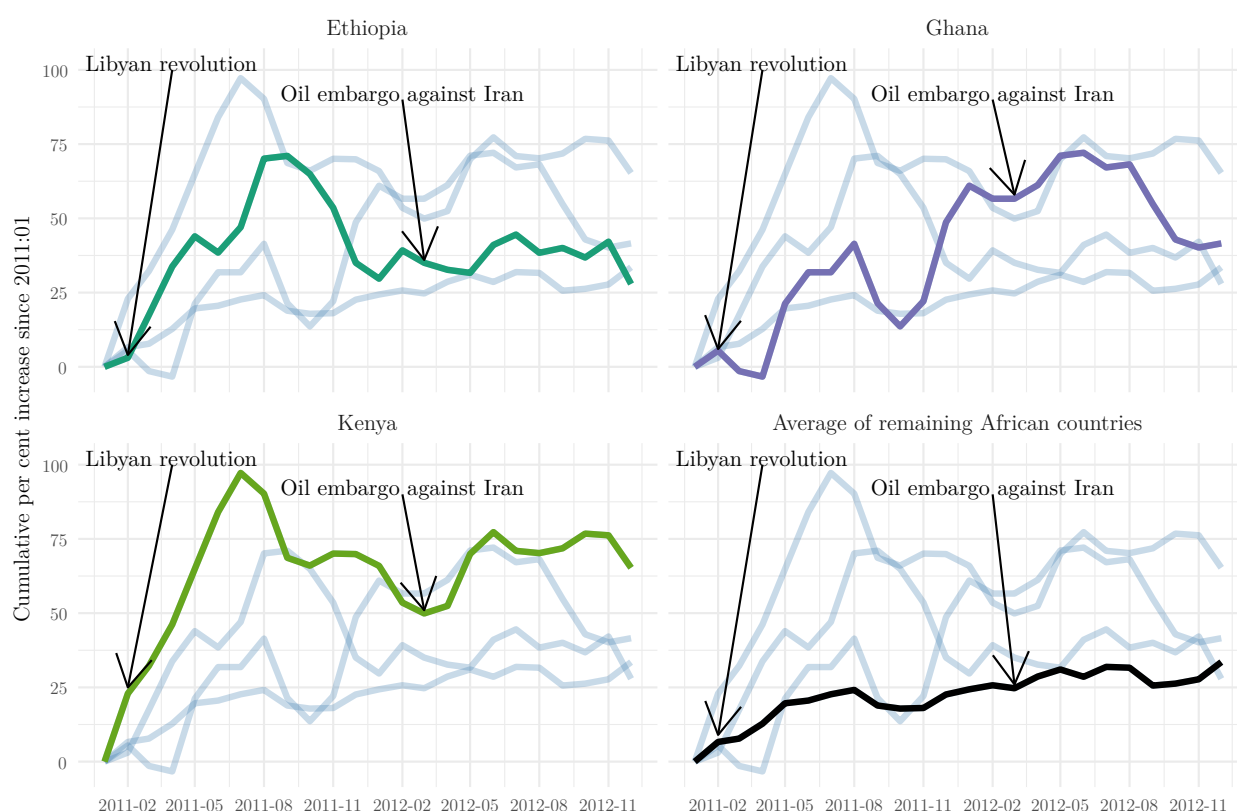 Ethiopia
Ghana
Cumulative per cent increase since 2011:01
100
75
50
25
0
Libyan revolution
Oil embargo against Iran
Libyan revolution
Oil embargo against Iran
Kenya
Average of remaining African countries
100
75
50
25
0
Libyan revolution
Oil embargo against Iran
Libyan revolution
Oil embargo against Iran
2011-02 2011-05 2011-08 2011-11 2012-02 2012-05 2012-08 2012-11
2011-02 2011-05 2011-08 2011-11 2012-02 2012-05 2012-08 2012-11